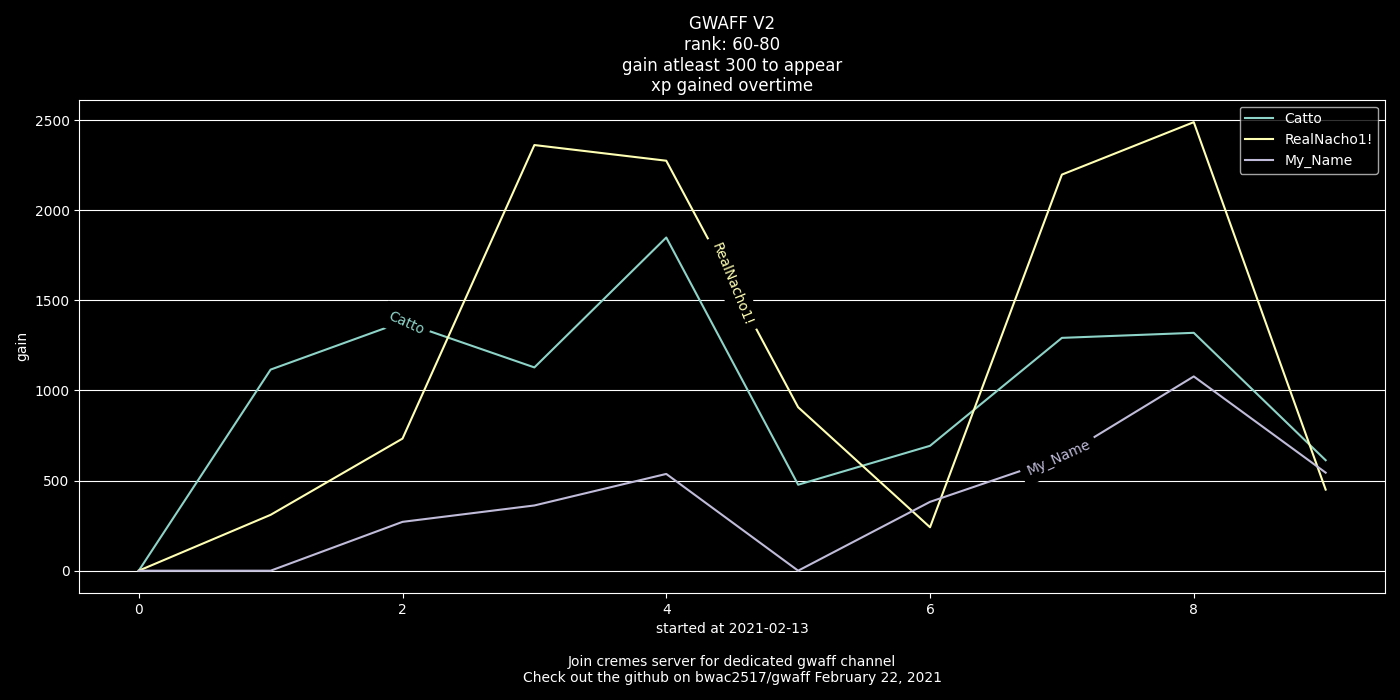 GWAFF V2
rank: 60-80
gain atleast 300 to appear
xp gained overtime
2500
2000
1500
1000
500
0
gain
Catto
RealNacho1!
My_Name
Catto
RealNacho1!
My_Name
0
2
4
6
8
started at 2021-02-13
Join cremes server for dedicated gwaff channel
Check out the github on bwac2517/gwaff February 22, 2021